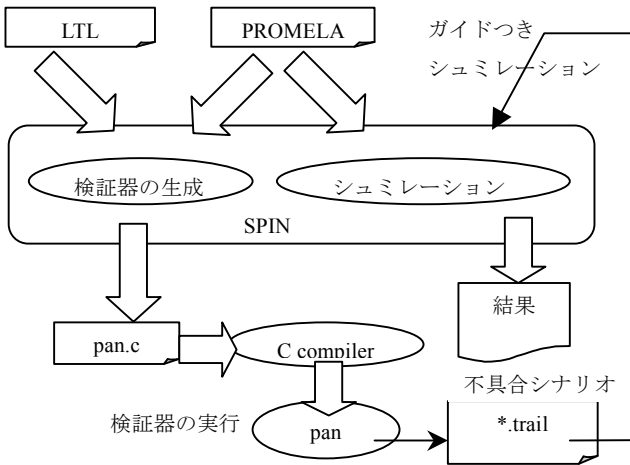 LTL
PROMELA
ガイドつき
シュミレーション
検証器の生成
シュミレーション
SPIN
結果
pan.c
C compiler
不具合シナリオ
検証器の実行
pan
*.trail